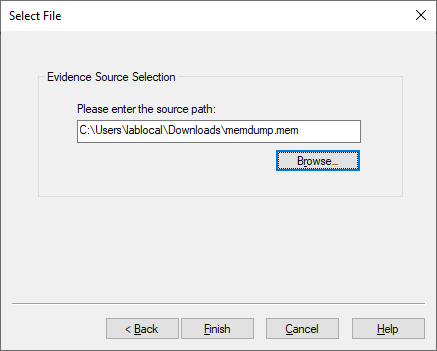 Select File
Evidence Source Selection
Please enter the source path:
C:\Users\lablocal\Downloads\memdump.mem
Browse...
< Back
Finish
Cancel
Help